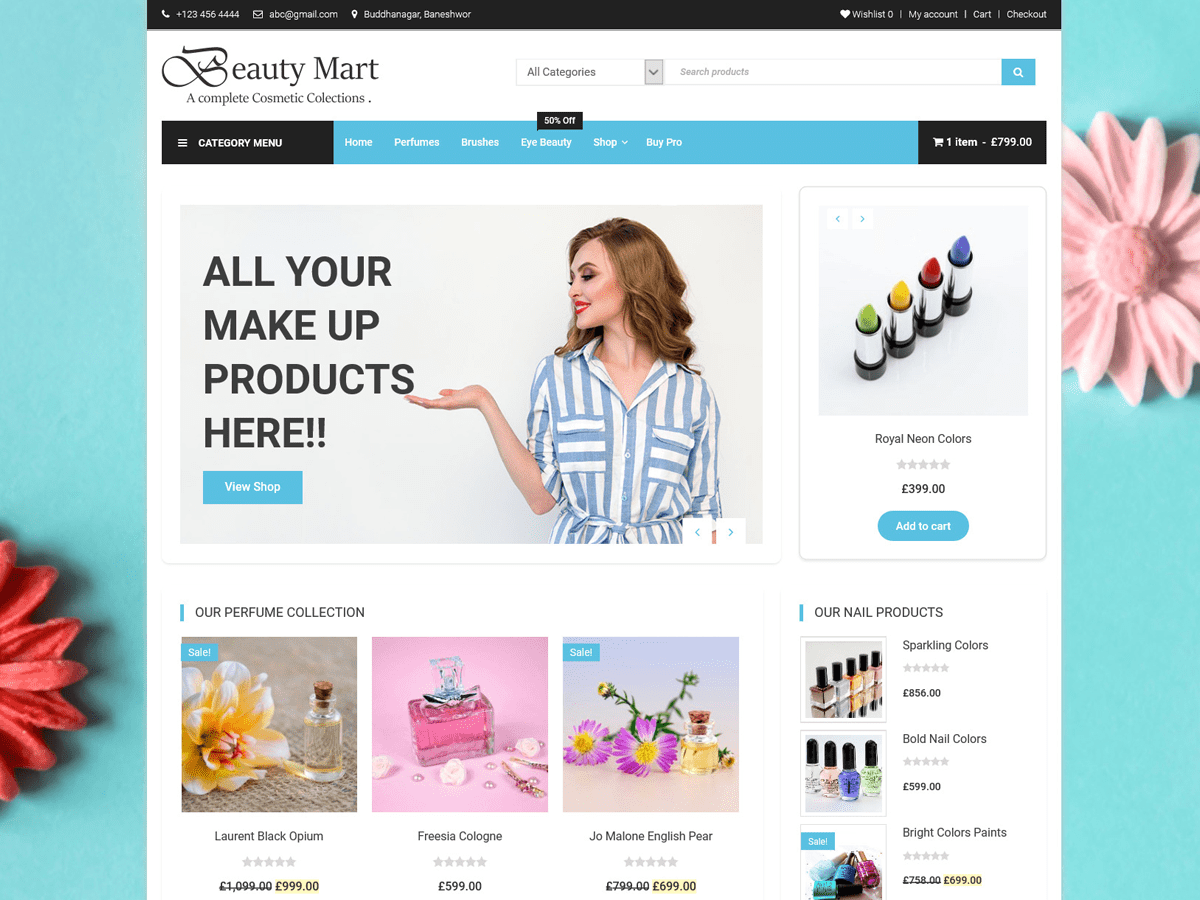 +123 456 4444 abc@gmail.com Buddhanagar, Baneshwor
Wishlist 0 | My account | Cart | Checkout
Beauty Mart
A complete Cosmetic Colections .
All Categories
Search products
50% Off
CATEGORY MENU
Home Perfumes Brushes Eye Beauty Shop Buy Pro
1 item - £799.00
ALL YOUR
MAKE UP
PRODUCTS
HERE!!
View Shop
Royal Neon Colors
£399.00
Add to cart
OUR PERFUME COLLECTION
Sale!
Laurent Black Opium
£1,099.00 £999.00
Freesia Cologne
£599.00
Sale!
Jo Malone English Pear
£799.00 £699.00
OUR NAIL PRODUCTS
Sparkling Colors
£856.00
Bold Nail Colors
£599.00
Sale!
Bright Colors Paints
£758.00 £699.00